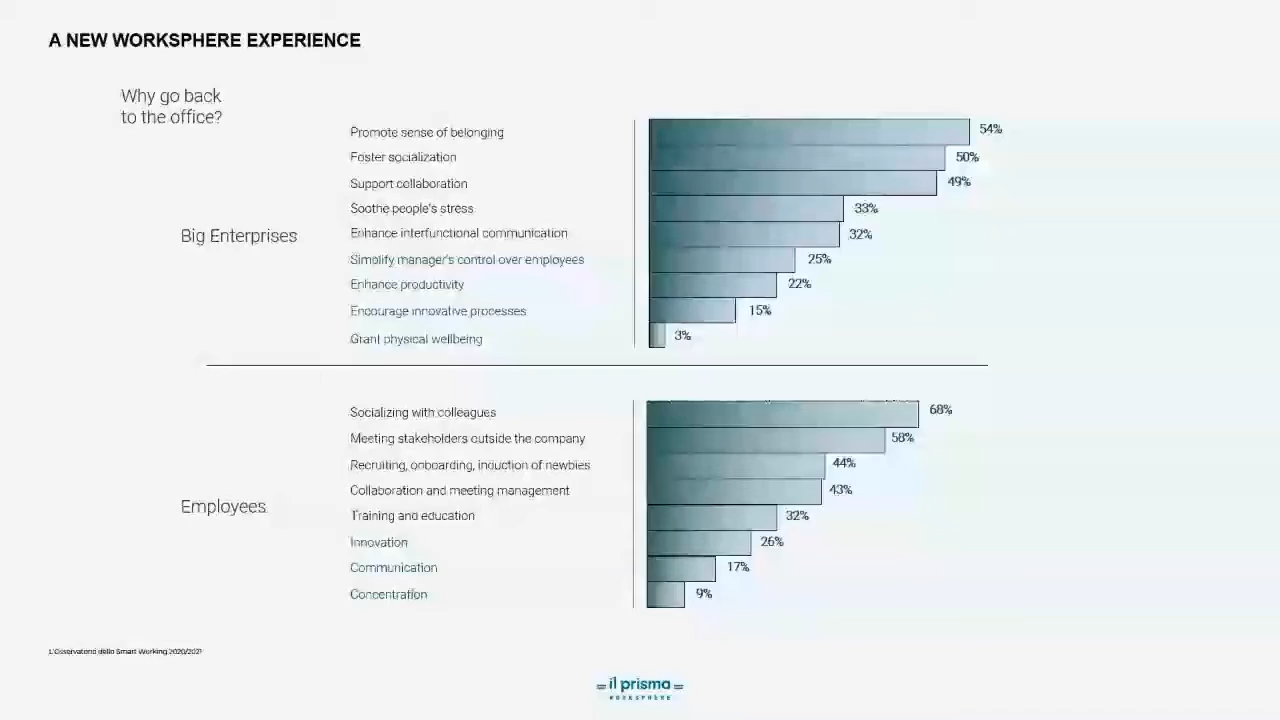 A NEW WORKSPHERE EXPERIENCE
Why go back
to the office?
Big Enterprises
Promote sense of belonging 54%
Foster socialization 50%
Support collaboration 49%
Soothe people's stress 33%
Enhance interfunctional communication 32%
Simplify manager's control over employees 25%
Enhance productivity 22%
Encourage innovative processes 15%
Grant physical wellbeing 3%
Employees
Socializing with colleagues 68%
Meeting stakeholders outside the company 58%
Recruiting, onboarding, induction of newbies 44%
Collaboration and meeting management 43%
Training and education 32%
Innovation 26%
Communication 17%
Concentration 9%
L'Osservatorio dello Smart Working 2020/2021
il prisma
WORKSPHERE